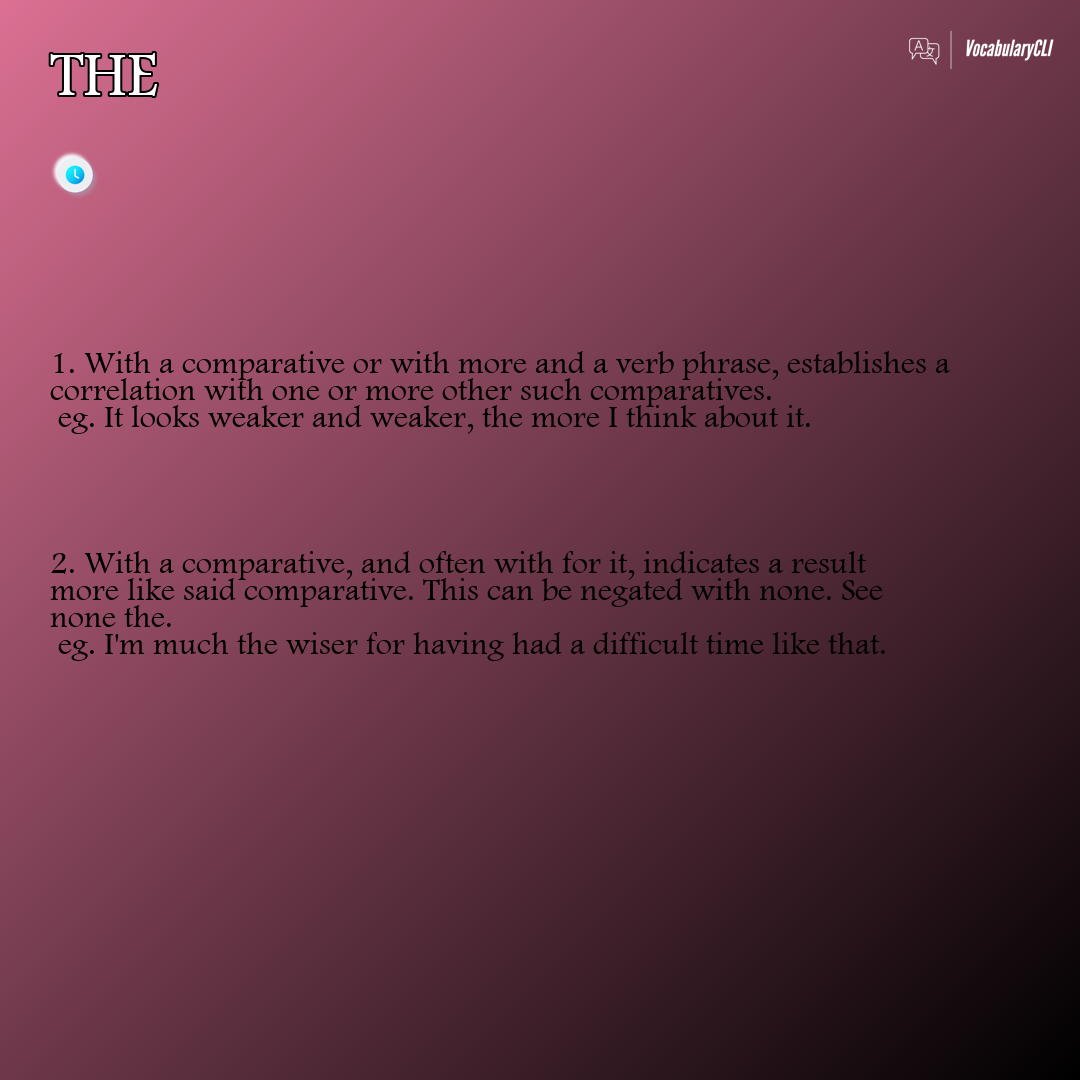 THE
VocabularyCLI
1. With a comparative or with more and a verb phrase, establishes a
correlation with one or more other such comparatives.
eg. It looks weaker and weaker, the more I think about it.
2. With a comparative, and often with for it, indicates a result
more like said comparative. This can be negated with none. See
none the.
eg. I'm much the wiser for having had a difficult time like that.